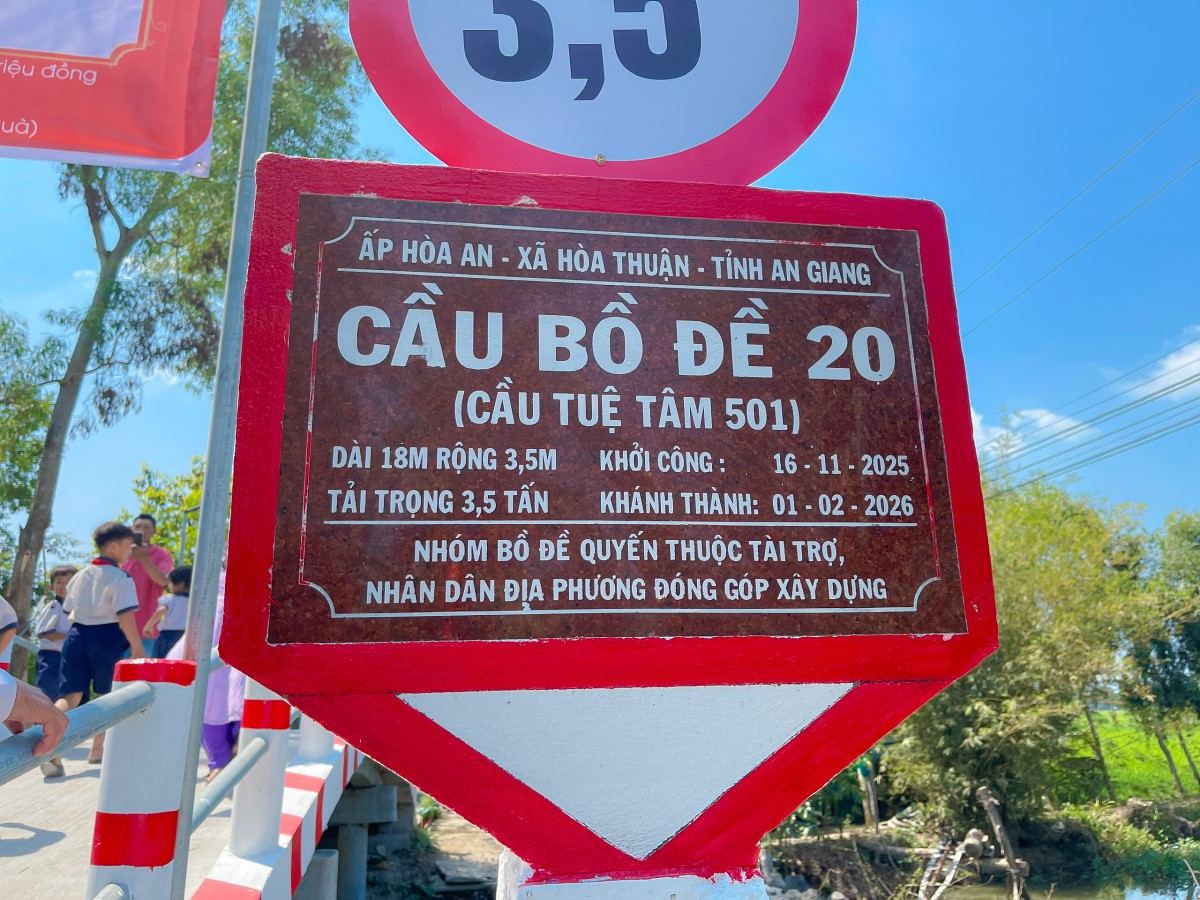 3,5
riệu đồng
uà)
ẤP HÒA AN - XÃ HÒA THUẬN - TỈNH AN GIANG
CẦU BỒ ĐỀ 20
(CẦU TUỆ TÂM 501)
DÀI 18M RỘNG 3,5M KHỞI CÔNG : 16 - 11 - 2025
TẢI TRỌNG 3,5 TẤN KHÁNH THÀNH: 01 - 02 - 2026
NHÓM BỒ ĐỀ QUYẾN THUỘC TÀI TRỢ,
NHÂN DÂN ĐỊA PHƯƠNG ĐÓNG GÓP XÂY DỰNG